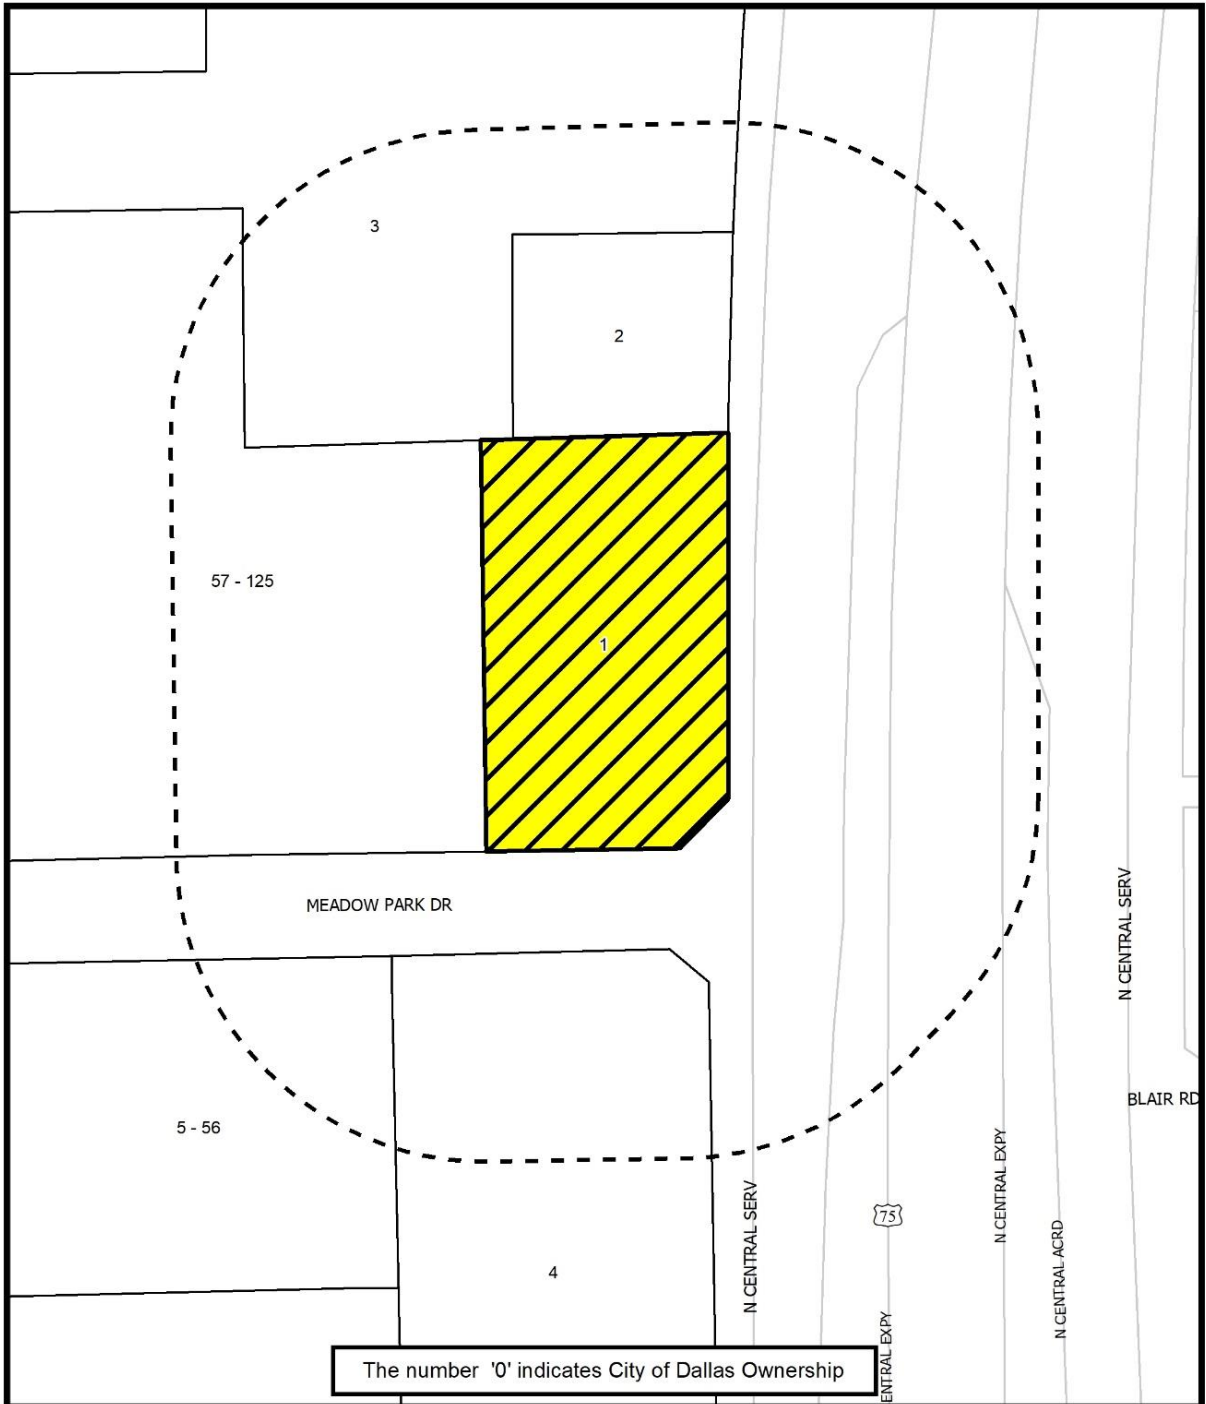 3
2
57 - 125
1
MEADOW PARK DR
N CENTRAL SERV
BLAIR RD
5 - 56
N CENTRAL EXPY
75
N CENTRAL SERV
N CENTRAL ACRD
4
ENTRAL EXPY
The number '0' indicates City of Dallas Ownership